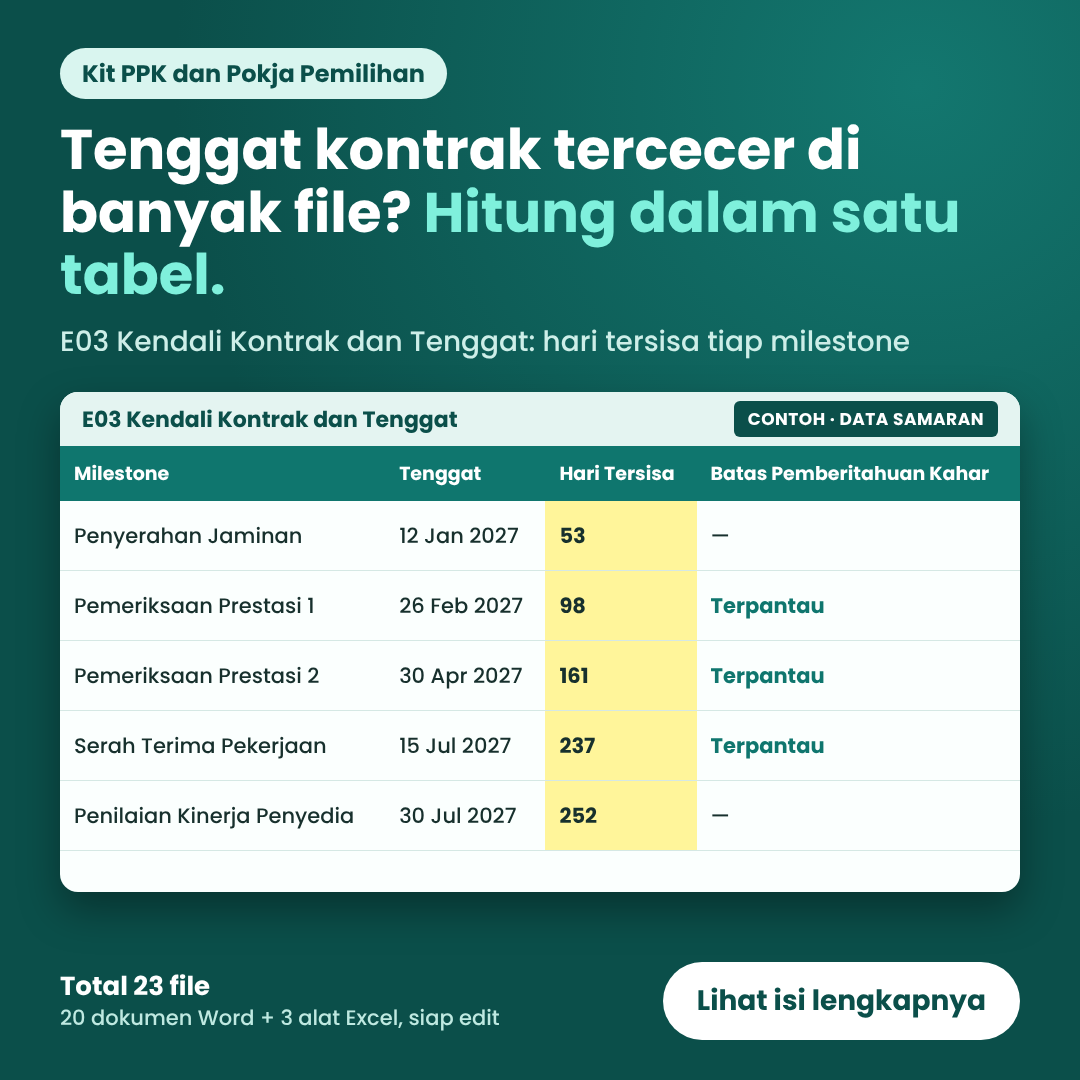 Kit PPK dan Pokja Pemilihan
Tenggat kontrak tercecer di
banyak file? Hitung dalam satu
tabel.
E03 Kendali Kontrak dan Tenggat: hari tersisa tiap milestone
E03 Kendali Kontrak dan Tenggat
CONTOH · DATA SAMARAN
Milestone Tenggat Hari Tersisa Batas Pemberitahuan Kahar
Penyerahan Jaminan 12 Jan 2027 53 —
Pemeriksaan Prestasi 1 26 Feb 2027 98 Terpantau
Pemeriksaan Prestasi 2 30 Apr 2027 161 Terpantau
Serah Terima Pekerjaan 15 Jul 2027 237 Terpantau
Penilaian Kinerja Penyedia 30 Jul 2027 252 —
Total 23 file
20 dokumen Word + 3 alat Excel, siap edit
Lihat isi lengkapnya